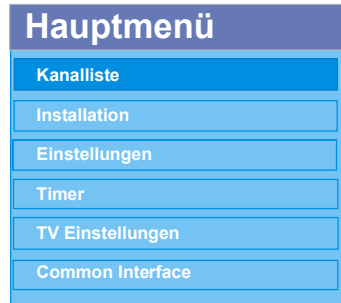 Hauptmenü
Kanalliste
Installation
Einstellungen
Timer
TV Einstellungen
Common Interface